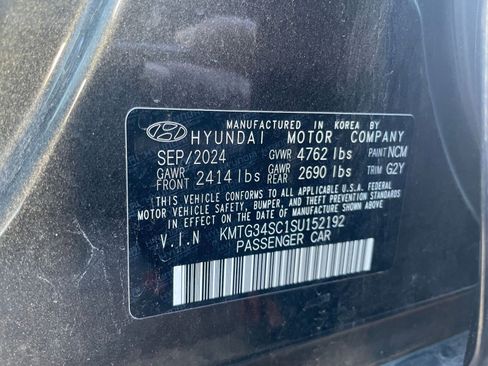 MANUFACTURED IN KOREA
HYUNDAI MOTOR COMPANY
SEP/2024 GVWR 4762 lbs PAINT NCM
GAWR FRONT 2414 lbs GAWR REAR 2690 lbs TRIM G2Y
THIS VEHICLE CONFORMS TO ALL APPLICABLE U.S.A. FEDERAL
MOTOR VEHICLE SAFETY, BUMPER, AND THEFT PREVENTION STANDARDS
IN EFFECT ON THE DATE OF MANUFACTURE SHOWN ABOVE.
V.I.N KMTG34SC1SU152192
PASSENGER CAR